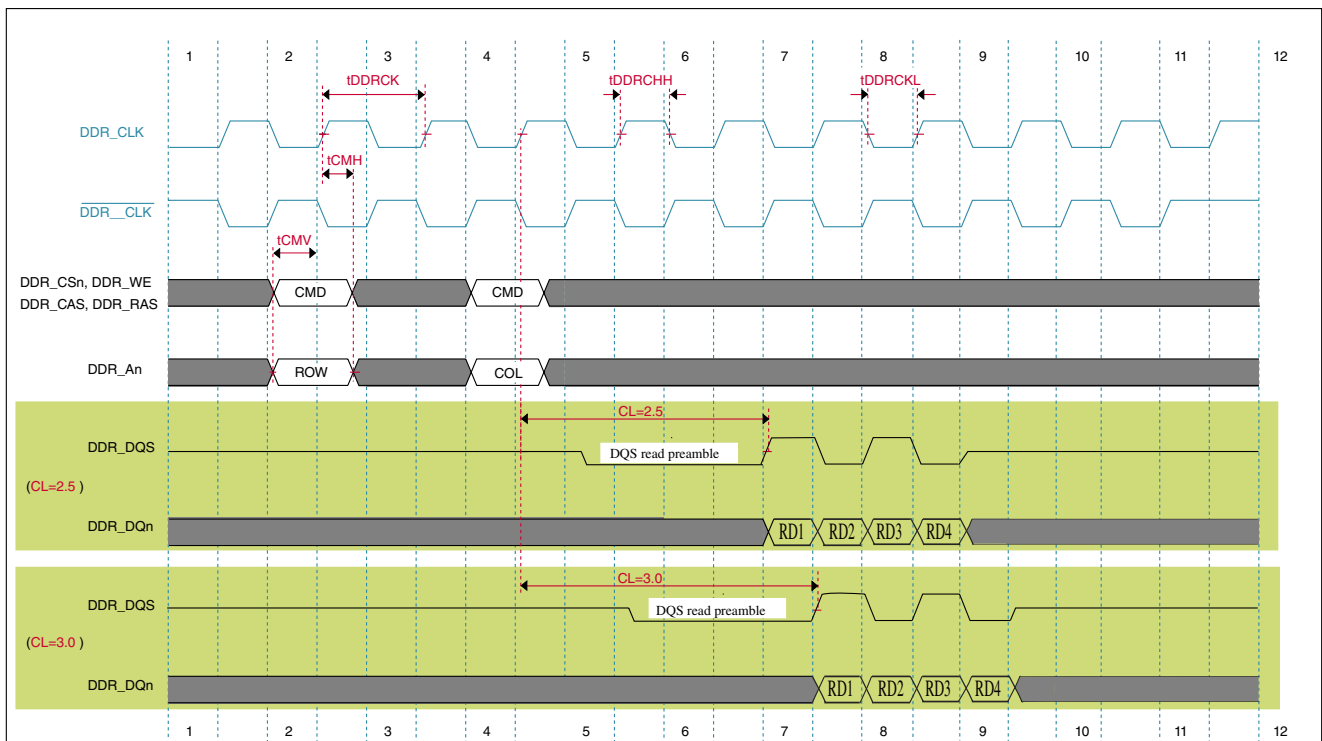 1 2 3 4 5 6 7 8 9 10 11 12
tDDRCK tDDRCHH tDDRCKL
DDR_CLK
tCMH
DDR__CLK
tCMV
DDR_CSn, DDR_WE
DDR_CAS, DDR_RAS
CMD CMD
DDR_An ROW COL
CL=2.5
DDR_DQS DQS read preamble
(CL=2.5 )
DDR_DQn RD1 RD2 RD3 RD4
CL=3.0
DDR_DQS DQS read preamble
(CL=3.0 )
DDR_DQn RD1 RD2 RD3 RD4
1 2 3 4 5 6 7 8 9 10 11 12